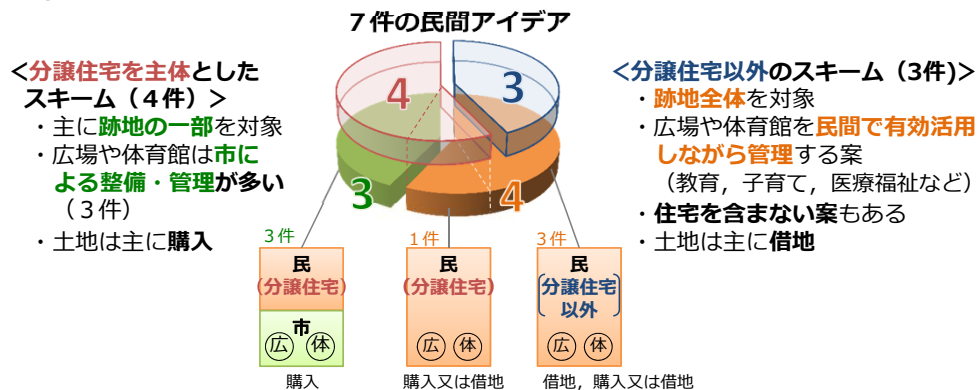 ７件の民間アイデア
＜分譲住宅を主体とした
スキーム（４件）＞
・主に跡地の一部を対象
・広場や体育館は市に
よる整備・管理が多い
（３件）
・土地は主に購入
4
3
3
4
＜分譲住宅以外のスキーム（3件)＞
・跡地全体を対象
・広場や体育館を民間で有効活用
しながら管理する案
（教育，子育て，医療福祉など）
・住宅を含まない案もある
・土地は主に借地
３件
民
(分譲住宅)
市
広 体
購入
１件
民
(分譲住宅)
広 体
購入又は借地
３件
民
分譲住宅
以外
広 体
借地，購入又は借地